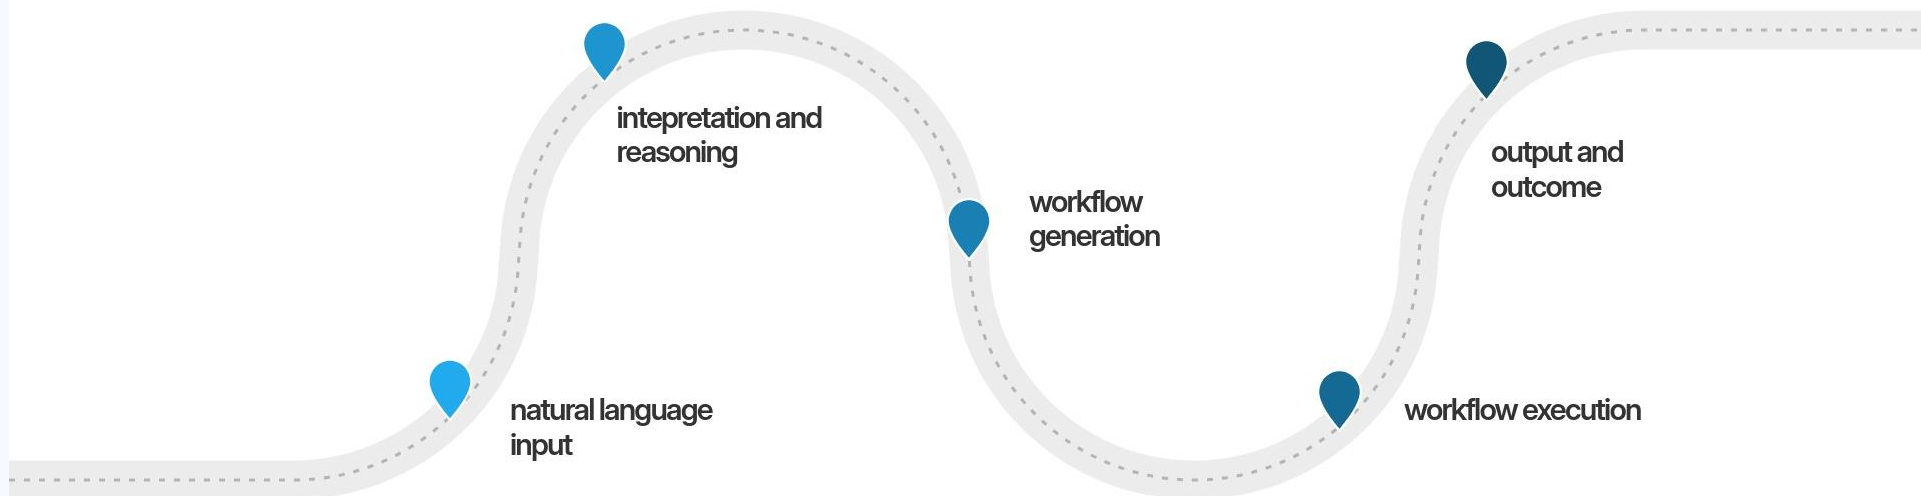 natural language
input
intepretation and
reasoning
workflow
generation
workflow execution
output and
outcome